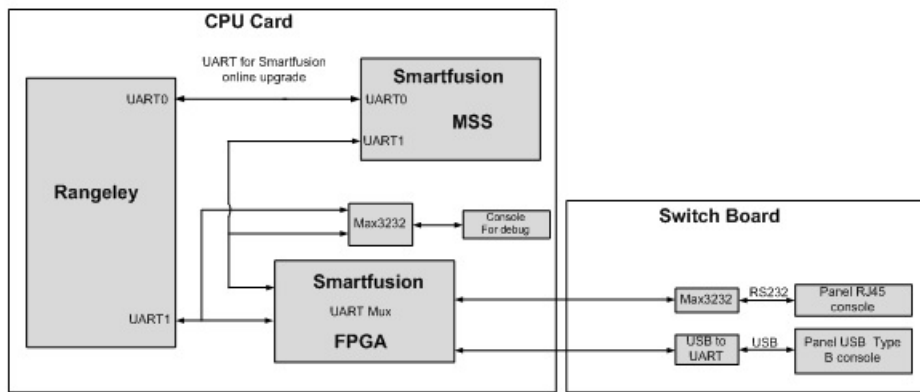 CPU Card
UART for Smartfusion
online upgrade
Smartfusion
UART0
UART0
MSS
UART1
Rangeley
Max3232
Console
For debug
Switch Board
Smartfusion
UART Mux
FPGA
UART1
Max3232
RS232
Panel RJ45
console
USB to
UART
USB
Panel USB Type
B console